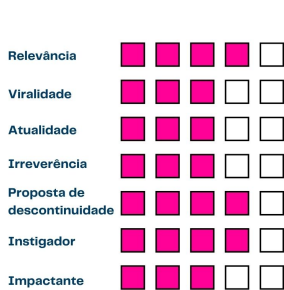 Relevância
Viralidade
Atualidade
Irreverência
Proposta de
descontinuidade
Instigador
Impactante